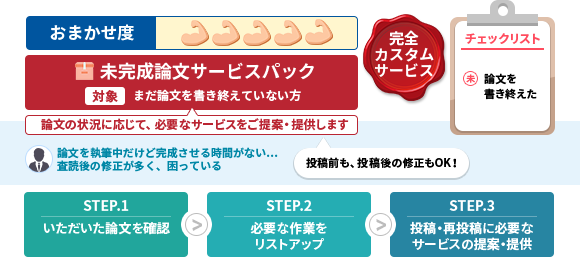 おまかせ度
未完成論文サービスパック
対象 まだ論文を書き終えていない方
論文の状況に応じて、必要なサービスをご提案・提供します
完全
カスタム
サービス
チェックリスト
未 論文を
書き終えた
論文を執筆中だけど完成させる時間がない…
査読後の修正が多く、困っている
投稿前も、投稿後の修正もOK！
STEP.1
いただいた論文を確認
>
STEP.2
必要な作業を
リストアップ
>
STEP.3
投稿・再投稿に必要な
サービスの提案・提供